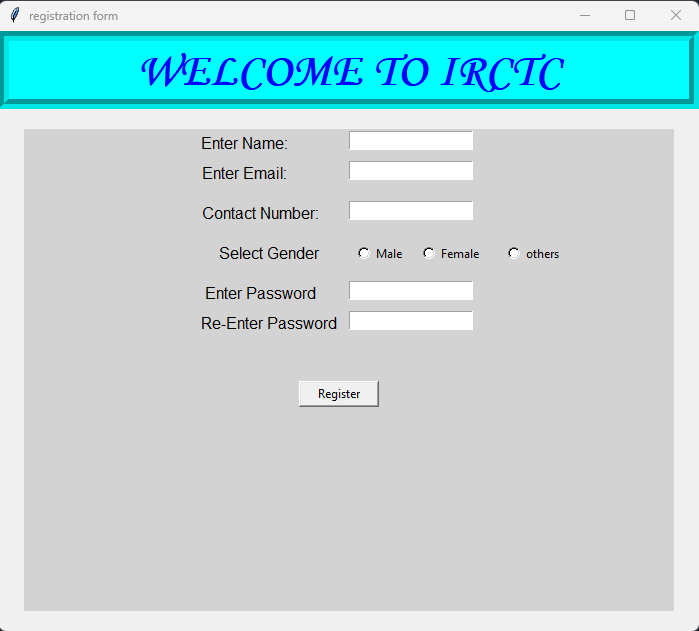 registration form
WELCOME TO IRCTC
Enter Name:
Enter Email:
Contact Number:
Select Gender Male Female others
Enter Password
Re-Enter Password
Register